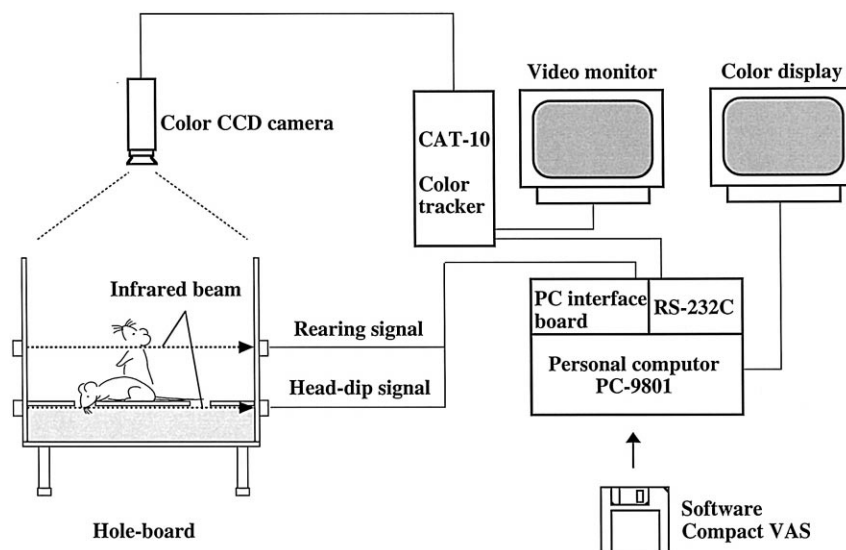 Video monitor
Color display
Color CCD camera
CAT-10
Color
tracker
Infrared beam
Rearing signal
Head-dip signal
PC interface
board
RS-232C
Personal computor
PC-9801
Hole-board
Software
Compact VAS